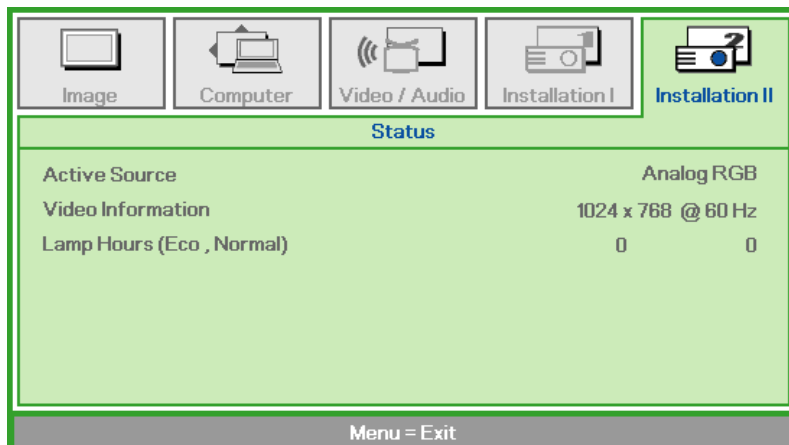 Image Computer Video / Audio Installation I Installation II
Status
Active Source Analog RGB
Video Information 1024 x 768 @ 60 Hz
Lamp Hours (Eco , Normal) 0 0
Menu = Exit